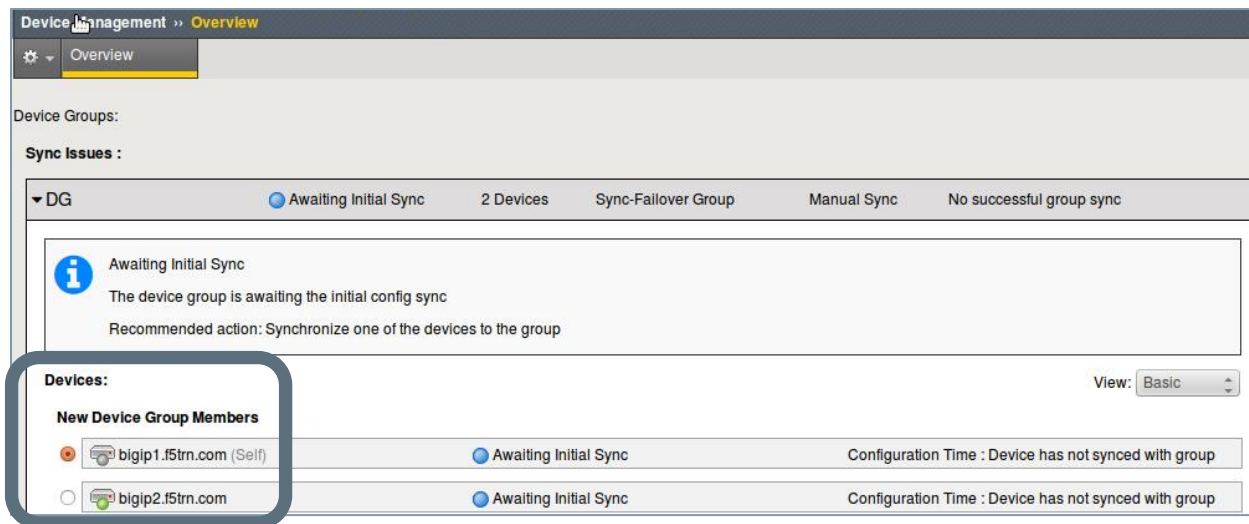 Device Management ›› Overview
Overview
Device Groups:
Sync Issues :
DG Awaiting Initial Sync 2 Devices Sync-Failover Group Manual Sync No successful group sync
Awaiting Initial Sync
The device group is awaiting the initial config sync
Recommended action: Synchronize one of the devices to the group
Devices: View: Basic
New Device Group Members
bigip1.f5trn.com (Self) Awaiting Initial Sync Configuration Time : Device has not synced with group
bigip2.f5trn.com Awaiting Initial Sync Configuration Time : Device has not synced with group